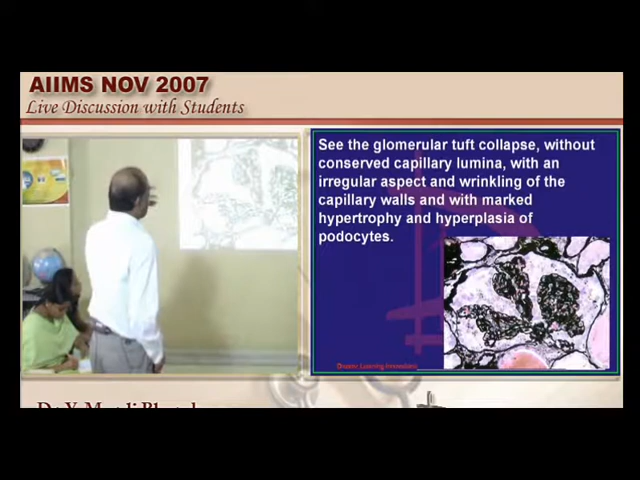 AIIMS NOV 2007
Live Discussion with Students
See the glomerular tuft collapse, without
conserved capillary lumina, with an
irregular aspect and wrinkling of the
capillary walls and with marked
hypertrophy and hyperplasia of
podocytes.